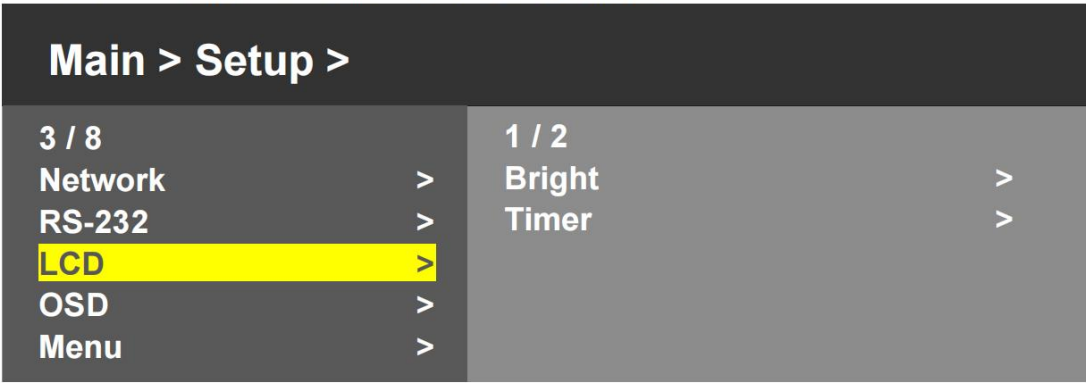 Main > Setup >
3 / 8
Network >
RS-232 >
LCD >
OSD >
Menu >
1 / 2
Bright >
Timer >